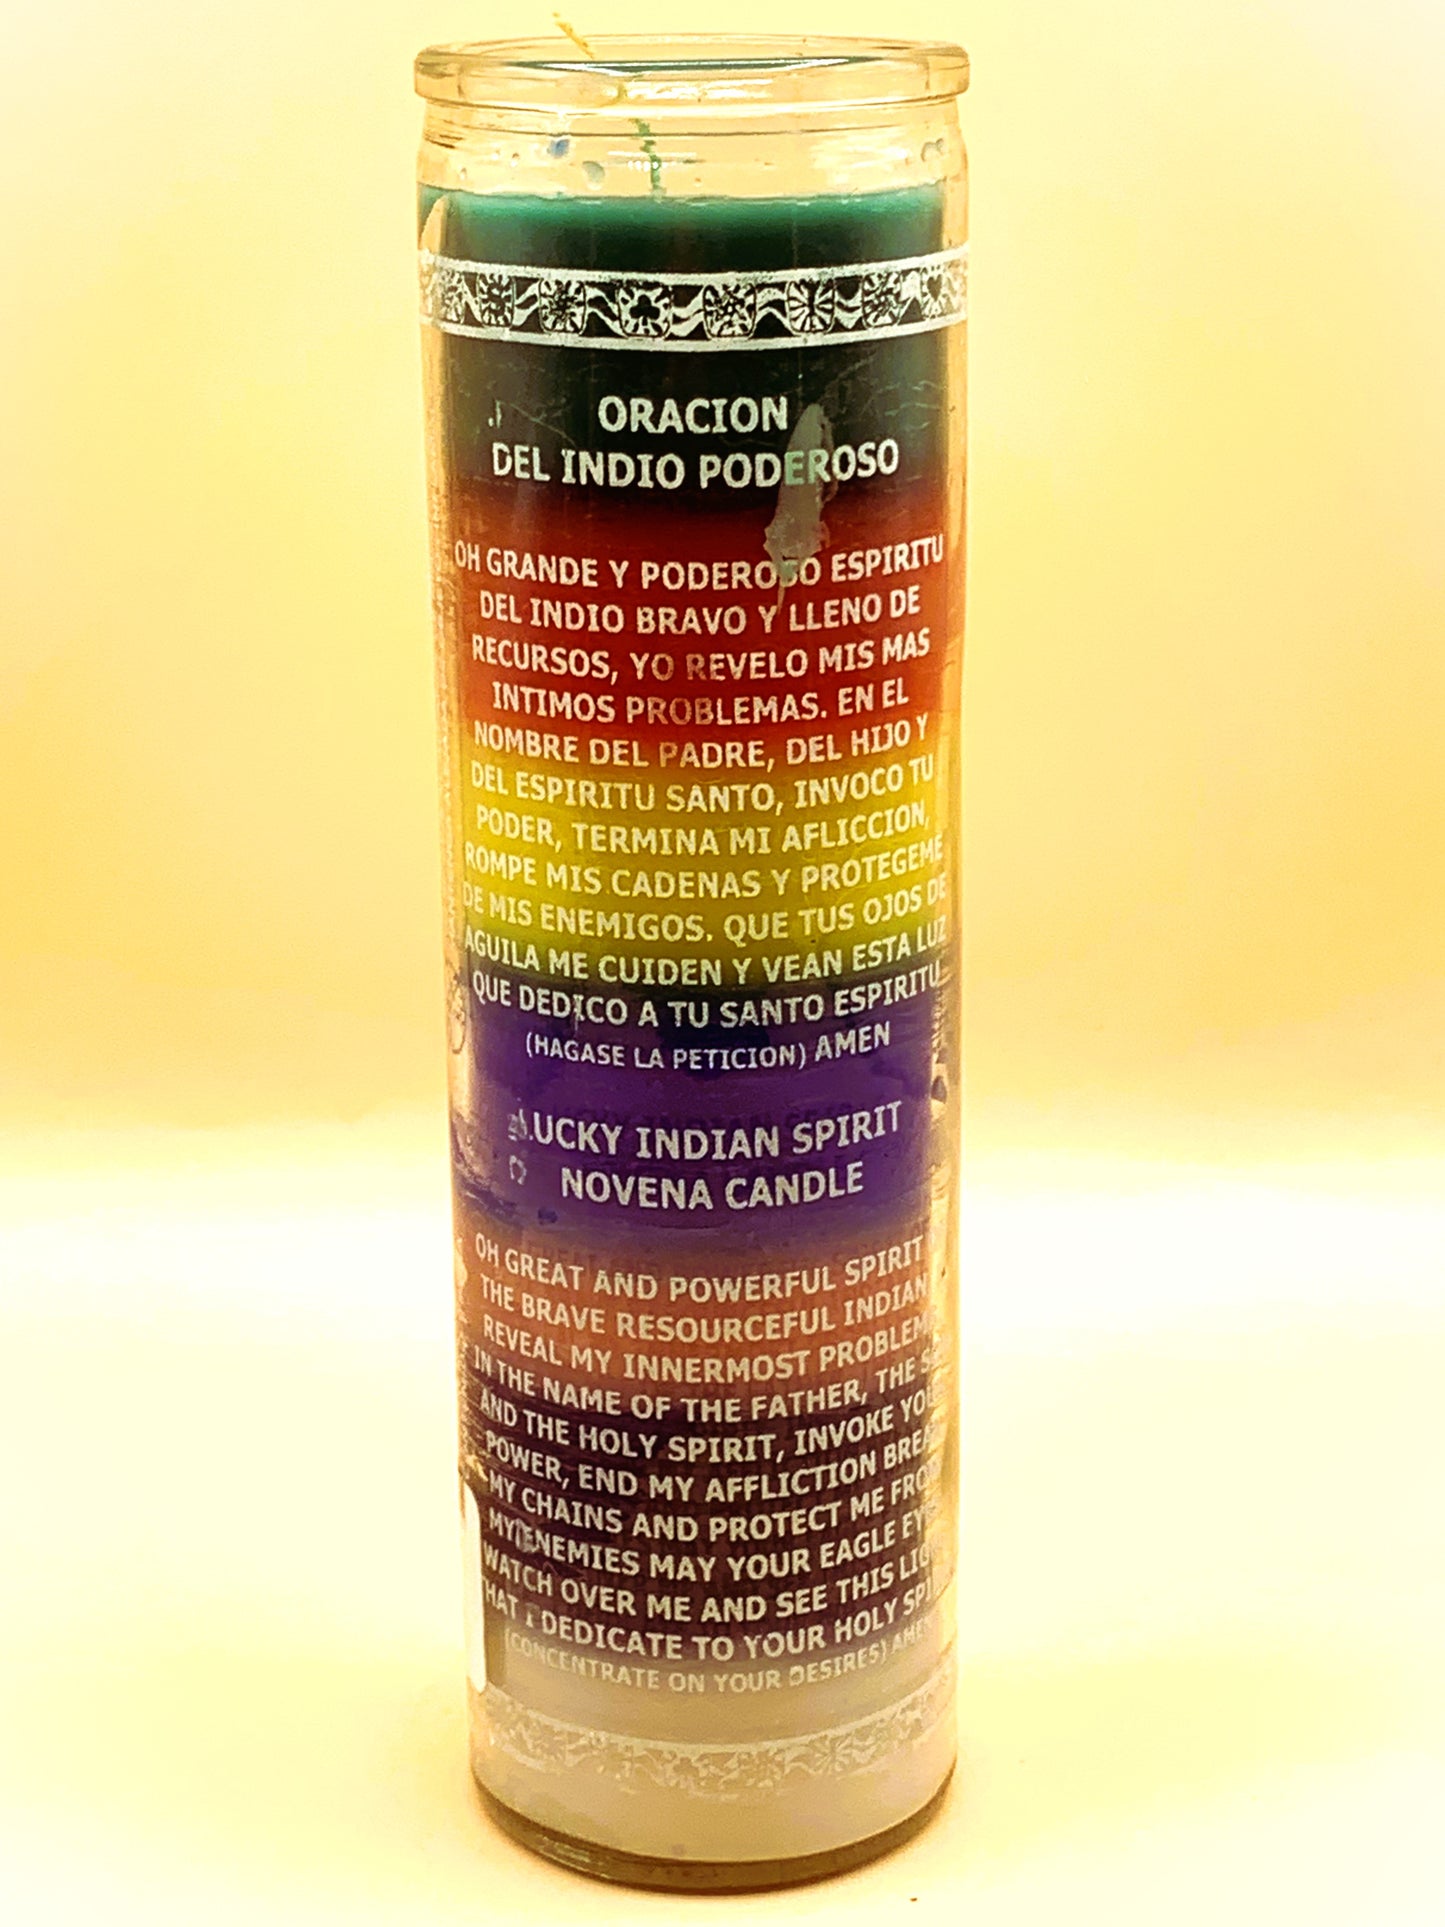 ORACION
DEL INDIO PODEROSO
OH GRANDE Y PODEROSO ESPIRITU
DEL INDIO BRAVO Y LLENO DE
RECURSOS, YO REVELO MIS MAS
INTIMOS PROBLEMAS. EN EL
NOMBRE DEL PADRE, DEL HIJO Y
DEL ESPIRITU SANTO, INVOCO TU
PODER, TERMINA MI AFLICCION,
ROMPE MIS CADENAS Y PROTEGEME
DE MIS ENEMIGOS. QUE TUS OJOS DE
AGUILA ME CUIDEN Y VEAN ESTA LUZ
QUE DEDICO A TU SANTO ESPIRITU
(HAGASE LA PETICION) AMEN
LUCKY INDIAN SPIRIT
NOVENA CANDLE
OH GREAT AND POWERFUL SPIRIT
THE BRAVE RESOURCEFUL INDIAN
REVEAL MY INNERMOST PROBLEM
IN THE NAME OF THE FATHER, THE
AND THE HOLY SPIRIT, INVOKE
POWER, END MY AFFLICTION
MY CHAINS AND PROTECT ME FROM
MY ENEMIES MAY YOUR EAGLE
WATCH OVER ME AND SEE THIS
THAT I DEDICATE TO YOUR HOLY
(CONCENTRATE ON YOUR DESIRES) AMEN